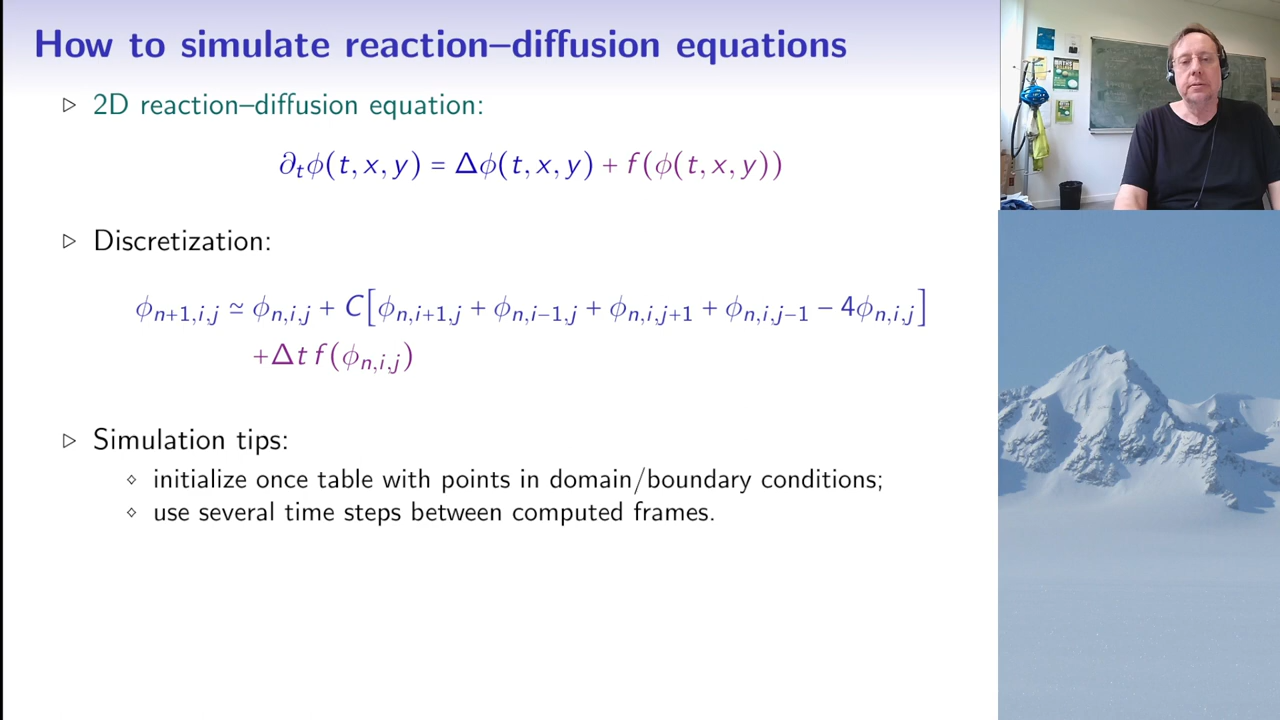 How to simulate reaction–diffusion equations
▷ 2D reaction–diffusion equation:
∂ₜϕ(t, x, y) = Δϕ(t, x, y) + f(ϕ(t, x, y))
▷ Discretization:
ϕₙ₊₁,ᵢ,ⱼ ≃ ϕₙ,ᵢ,ⱼ + C[ϕₙ,ᵢ₊₁,ⱼ + ϕₙ,ᵢ₋₁,ⱼ + ϕₙ,ᵢ,ⱼ₊₁ + ϕₙ,ᵢ,ⱼ₋₁ − 4ϕₙ,ᵢ,ⱼ]
+Δt f(ϕₙ,ᵢ,ⱼ)
▷ Simulation tips:
⋄ initialize once table with points in domain/boundary conditions;
⋄ use several time steps between computed frames.